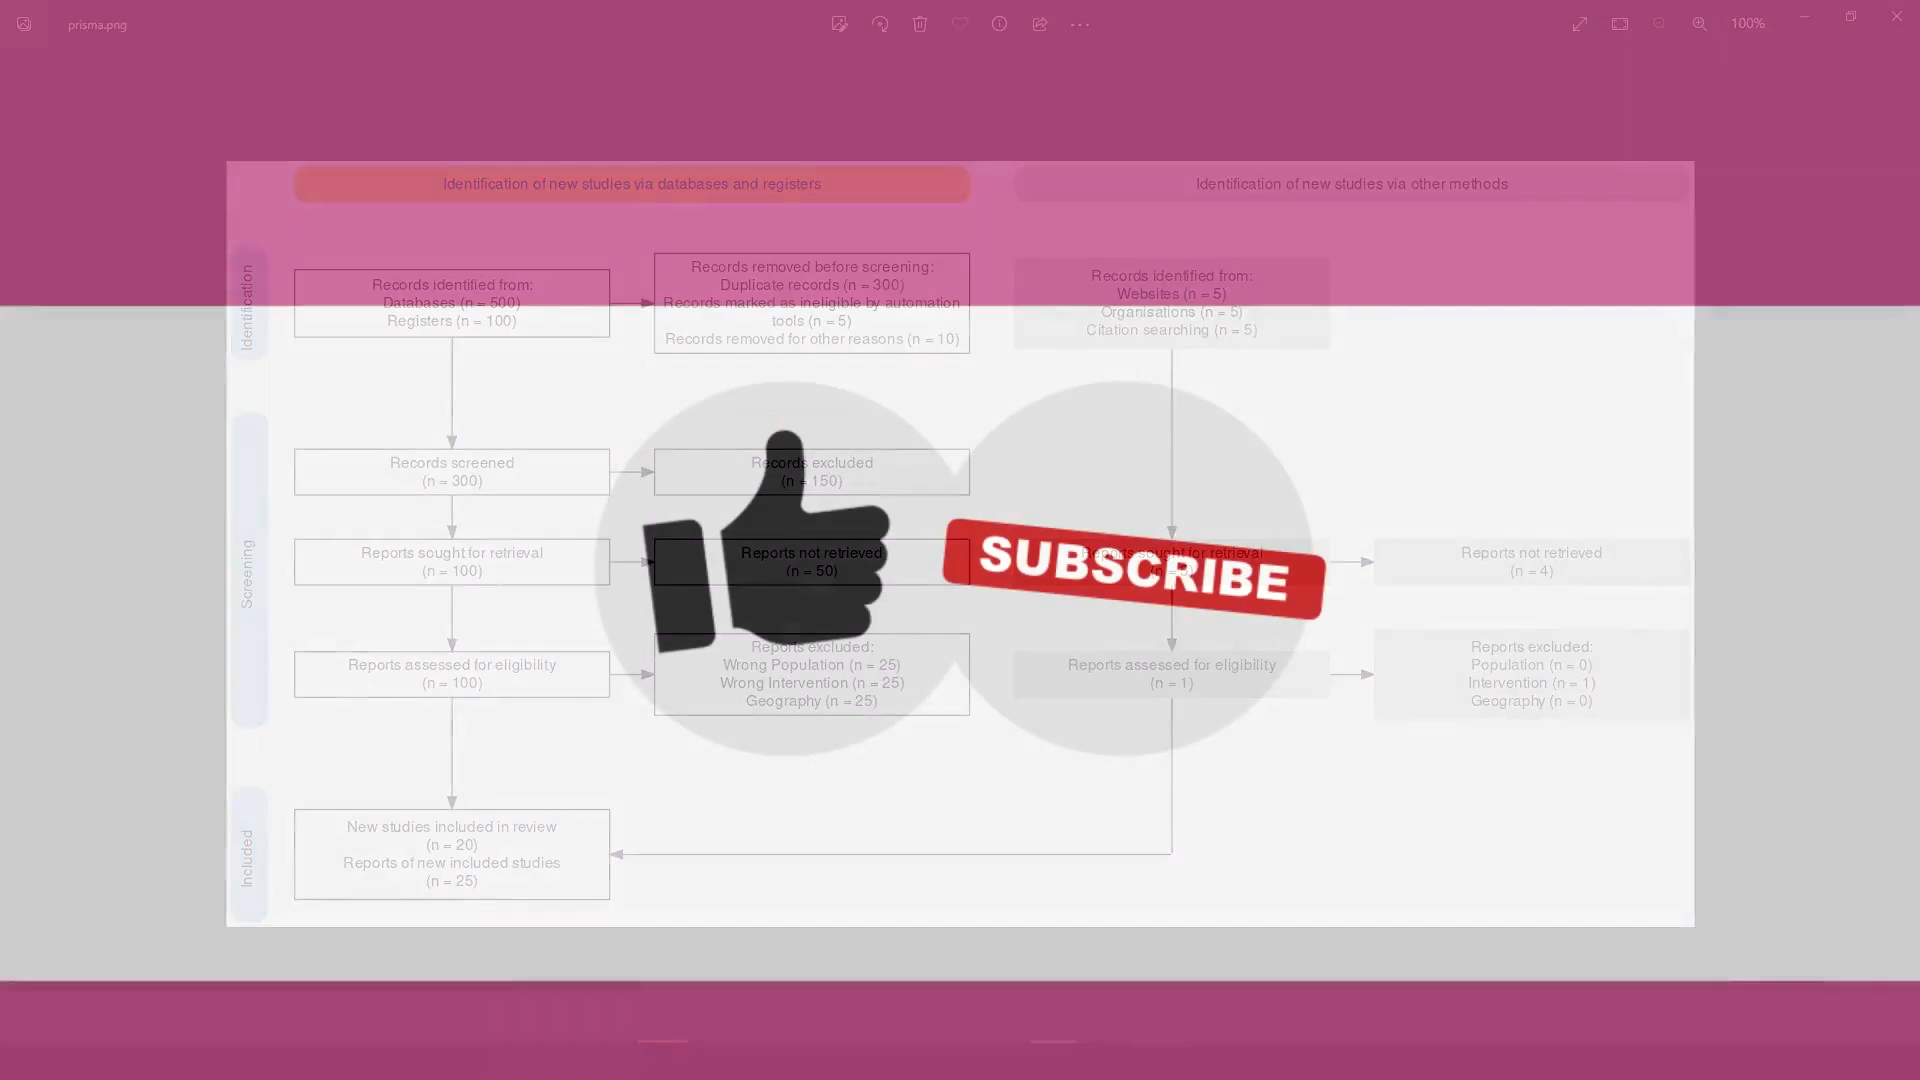 prisma.png
100%
Identification of new studies via databases and registers
Identification of new studies via other methods
Identification
Records identified from:
Databases (n = 500)
Registers (n = 100)
Records removed before screening:
Duplicate records (n = 300)
Records marked as ineligible by automation
tools (n = 5)
Records removed for other reasons (n = 10)
Records identified from:
Websites (n = 5)
Organisations (n = 5)
Citation searching (n = 5)
Screening
Records screened
(n = 300)
Records excluded
(n = 150)
Reports sought for retrieval
(n = 100)
Reports not retrieved
(n = 50)
SUBSCRIBE
Reports sought for retrieval
Reports not retrieved
(n = 4)
Reports assessed for eligibility
(n = 100)
Reports excluded:
Wrong Population (n = 25)
Wrong Intervention (n = 25)
Geography (n = 25)
Reports assessed for eligibility
(n = 1)
Reports excluded:
Population (n = 0)
Intervention (n = 1)
Geography (n = 0)
Included
New studies included in review
(n = 20)
Reports of new included studies
(n = 25)